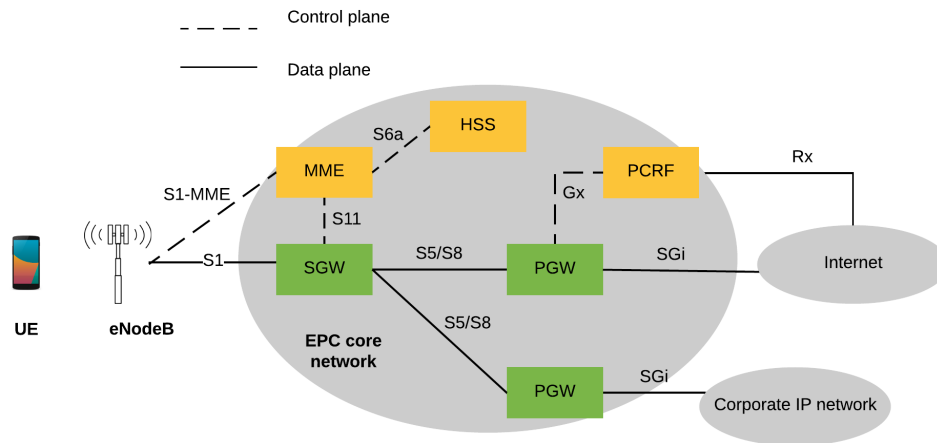 Control plane
Data plane
HSS
S6a
MME
PCRF
Rx
S1-MME
Gx
S11
S1
SGW
S5/S8
PGW
SGi
Internet
UE
eNodeB
EPC core
network
S5/S8
PGW
SGi
Corporate IP network